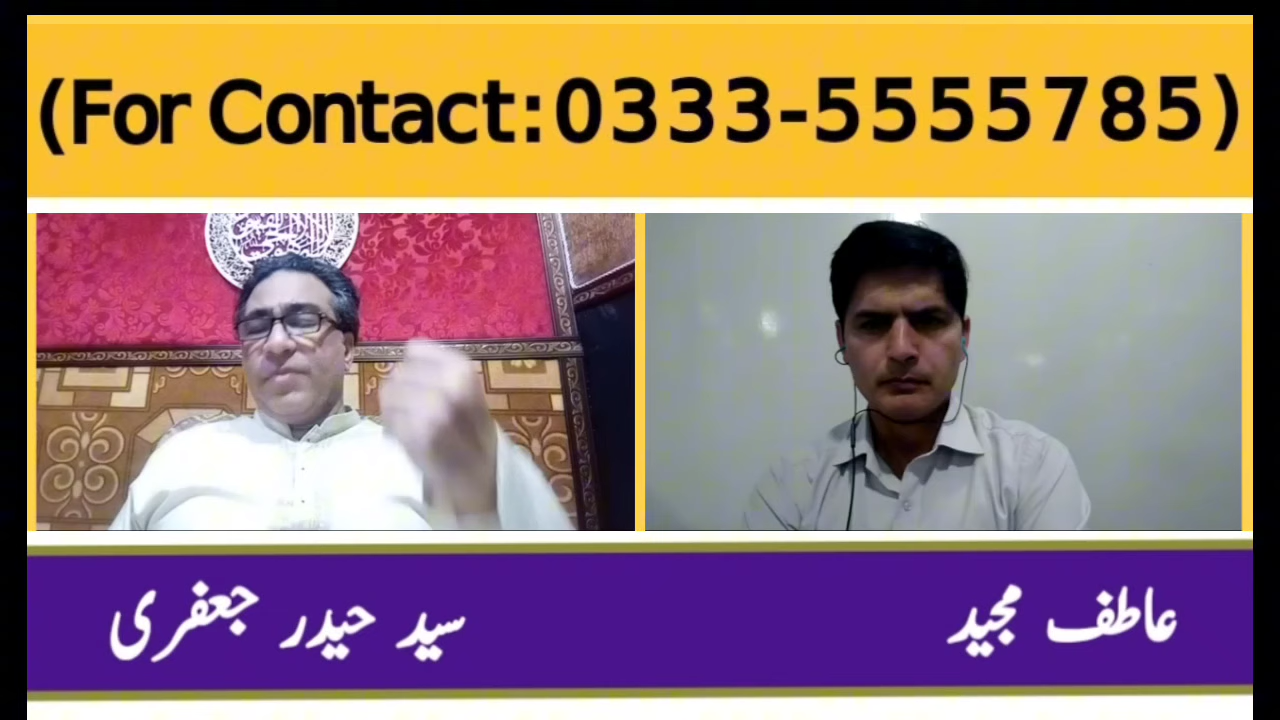 (For Contact:0333-5555785)
سید حیدر جعفری
عاطف مجید